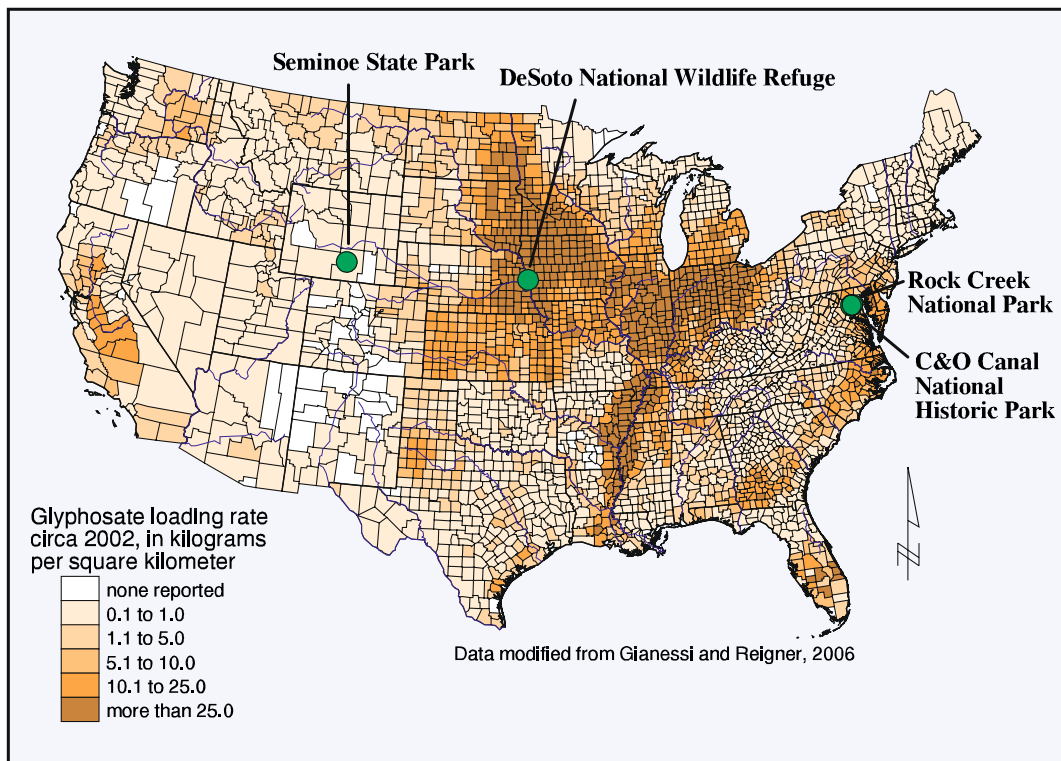 Seminoe State Park
DeSoto National Wildlife Refuge
Rock Creek
National Park
C&O Canal
National
Historic Park
N
Glyphosate loading rate
circa 2002, in kilograms
per square kilometer
none reported
0.1 to 1.0
1.1 to 5.0
5.1 to 10.0
10.1 to 25.0
more than 25.0
Data modified from Gianessi and Reigner, 2006